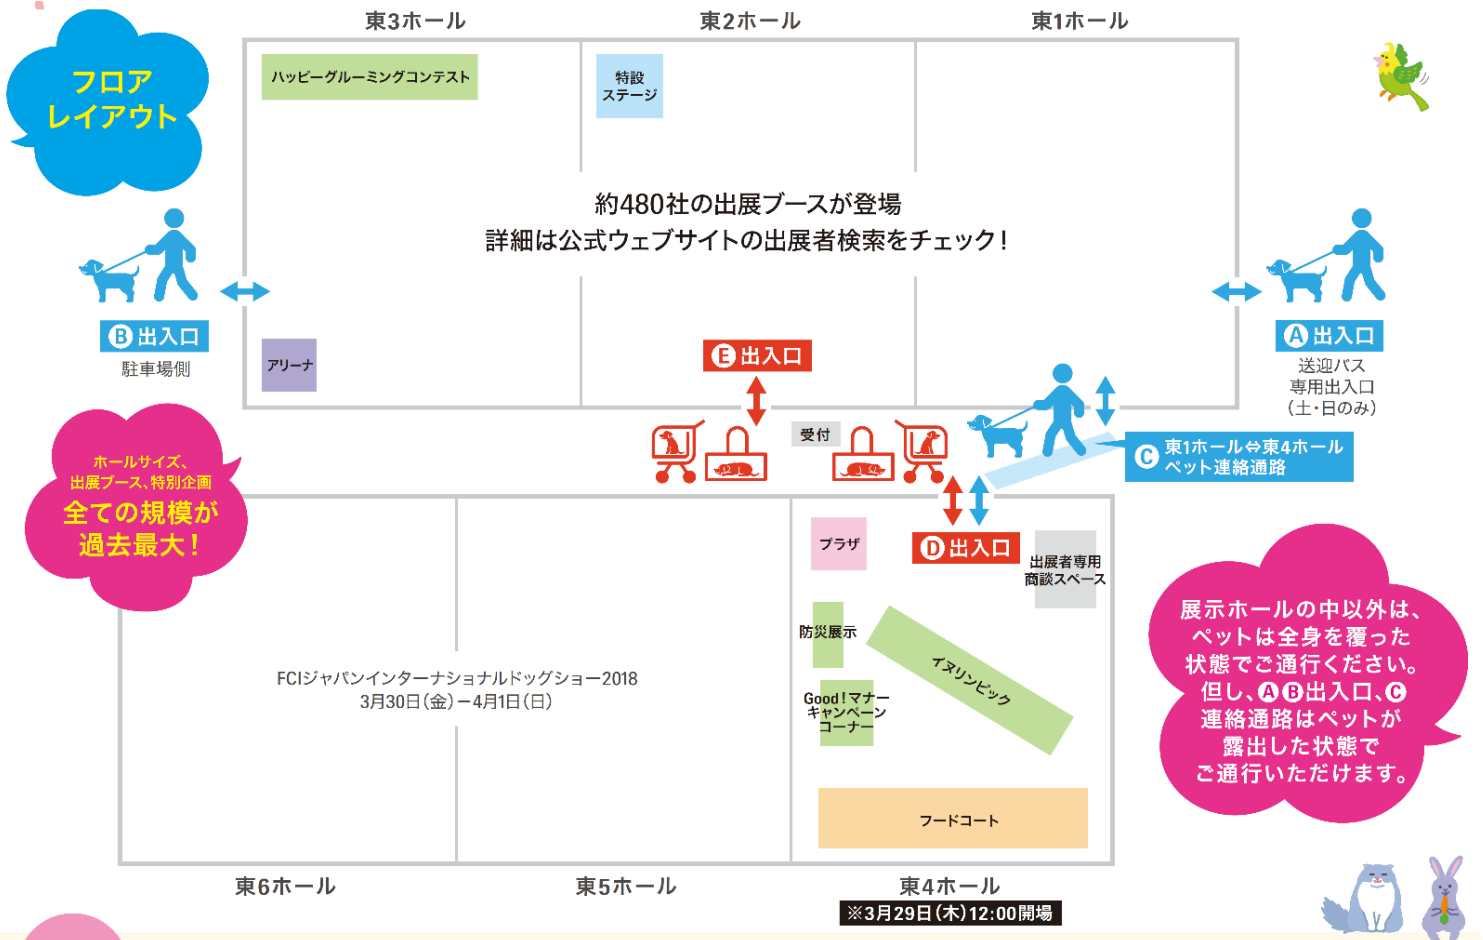 東3ホール
東2ホール
東1ホール
フロア
レイアウト
ハッピーグルーミングコンテスト
特設
ステージ
約480社の出展ブースが登場
詳細は公式ウェブサイトの出展者検索をチェック!
B 出入口
駐車場側
アリーナ
E 出入口
A 出入口
送迎バス
専用出入口
(土・日のみ)
受付
C 東1ホール⇔東4ホール
ペット連絡通路
ホールサイズ、
出展ブース、特別企画
全ての規模が
過去最大!
プラザ
D 出入口
出展者専用
商談スペース
防災展示
イヌリンピック
Good!マナー
キャンペーン
コーナー
フードコート
FCIジャパンインターナショナルドッグショー2018
3月30日(金)ー4月1日(日)
展示ホールの中以外は、
ペットは全身を覆った
状態でご通行ください。
但し、AB出入口、C
連絡通路はペットが
露出した状態で
ご通行いただけます。
東6ホール
東5ホール
東4ホール
※3月29日(木)12:00開場